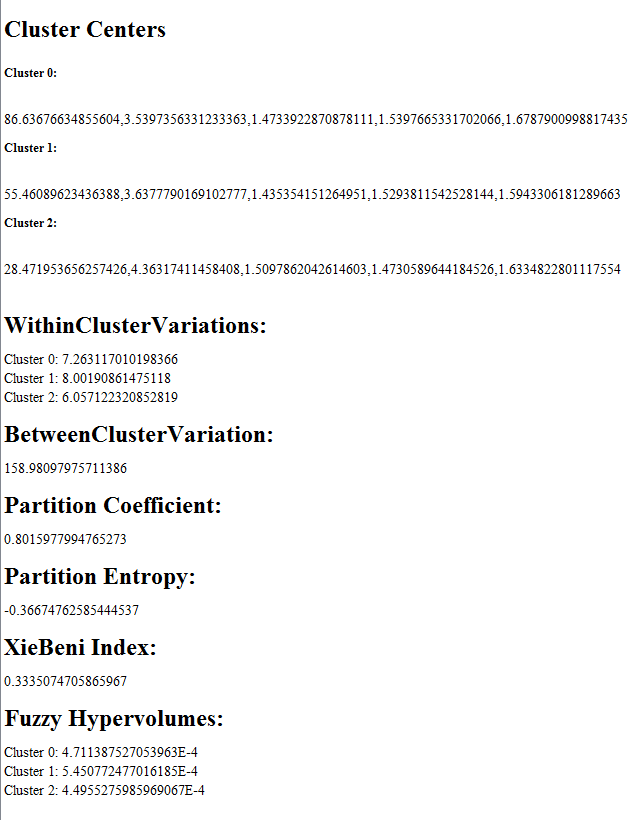 Cluster Centers
Cluster 0:
86.63676634855604,3.5397356331233363,1.4733922870878111,1.5397665331702066,1.6787900998817435
Cluster 1:
55.46089623436388,3.6377790169102777,1.435354151264951,1.5293811542528144,1.5943306181289663
Cluster 2:
28.471953656257426,4.36317411458408,1.5097862042614603,1.4730589644184526,1.6334822801117554
WithinClusterVariations:
Cluster 0: 7.263117010198366
Cluster 1: 8.00190861475118
Cluster 2: 6.057122320852819
BetweenClusterVariation:
158.98097975711386
Partition Coefficient:
0.8015977994765273
Partition Entropy:
-0.36674762585444537
XieBeni Index:
0.3335074705865967
Fuzzy Hypervolumes:
Cluster 0: 4.711387527053963E-4
Cluster 1: 5.450772477016185E-4
Cluster 2: 4.4955275985969067E-4